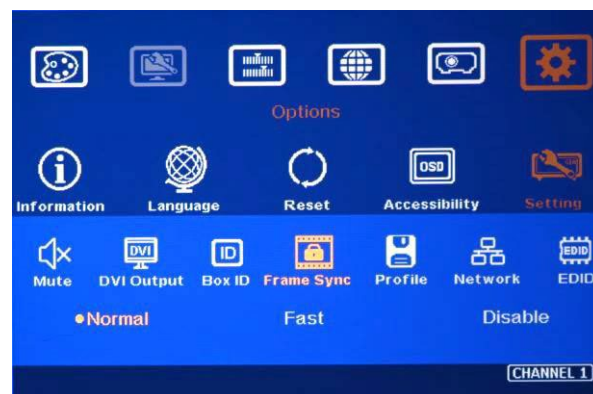 Options
OSD
Information Language Reset Accessibility Setting
DVI ID EDID
Mute DVI Output Box ID Frame Sync Profile Network EDID
Normal Fast Disable
CHANNEL 1